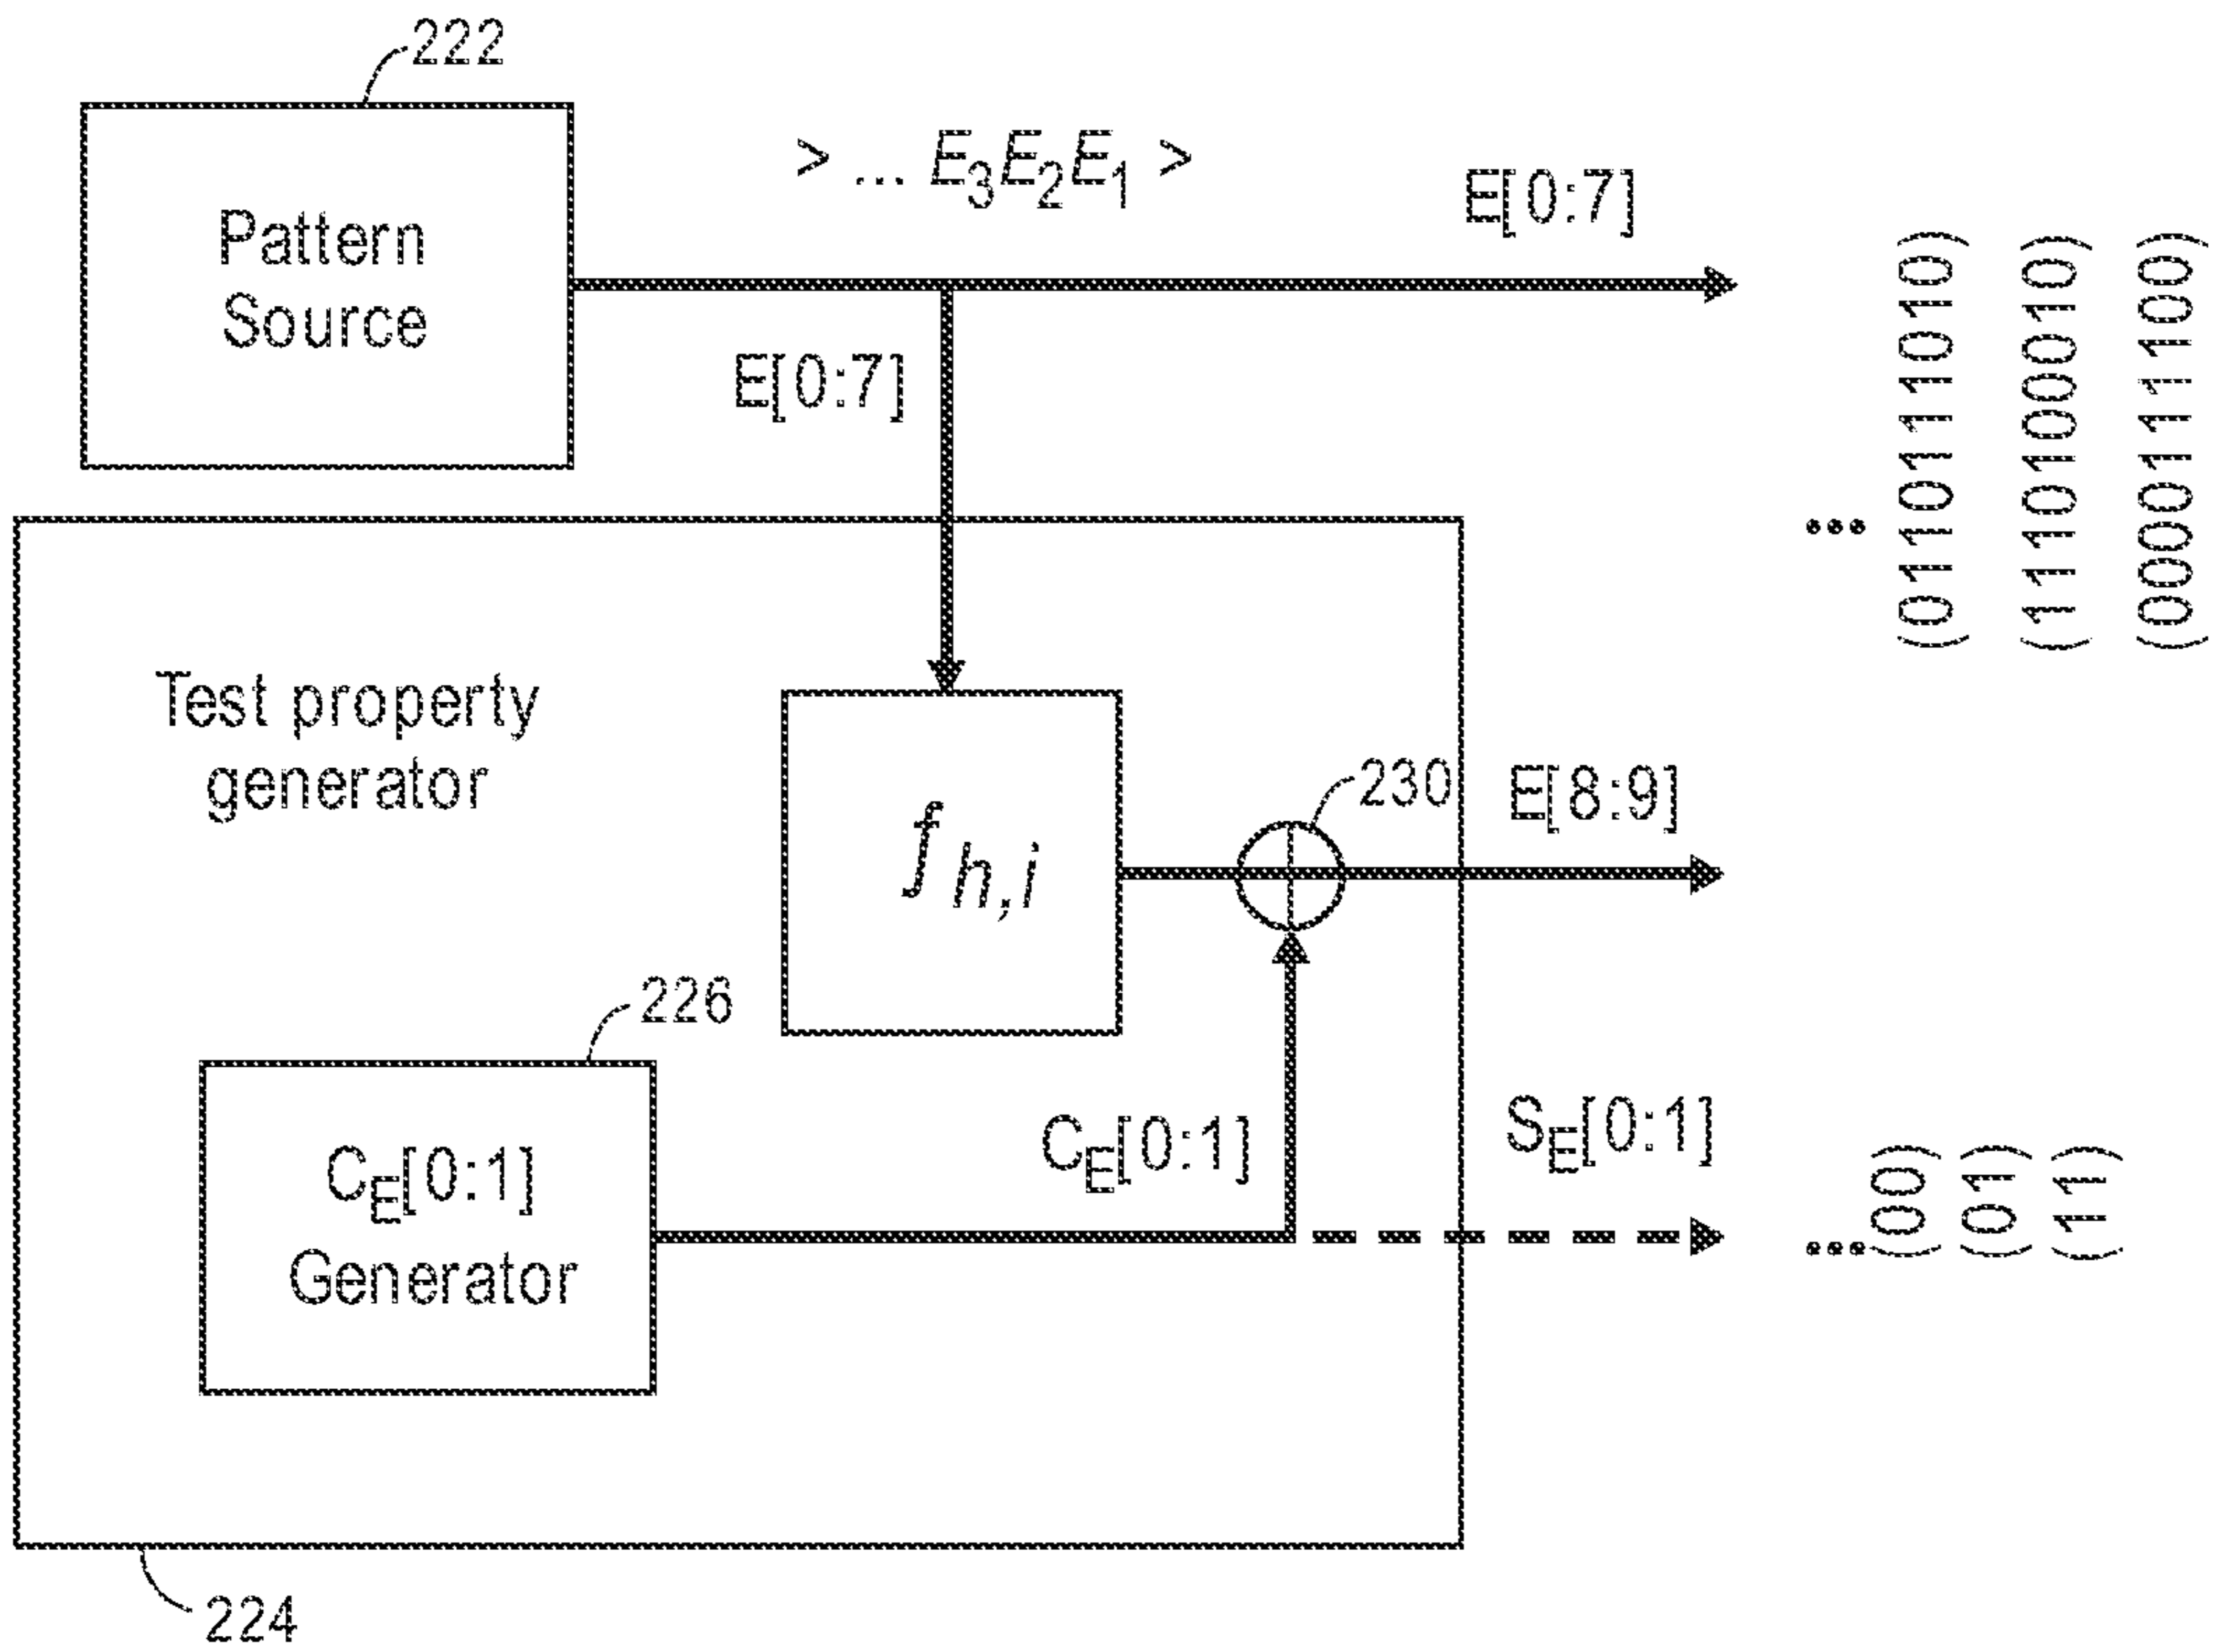 222
Pattern
Source
> ... E3E2E1 >
E[0:7]
E[0:7]
... (0110111010) (1110100010) (0001111100)
Test property
generator
f h,i
230
E[8:9]
226
CE[0:1]
Generator
CE[0:1]
SE[0:1]
... (00) (01) (11)
224